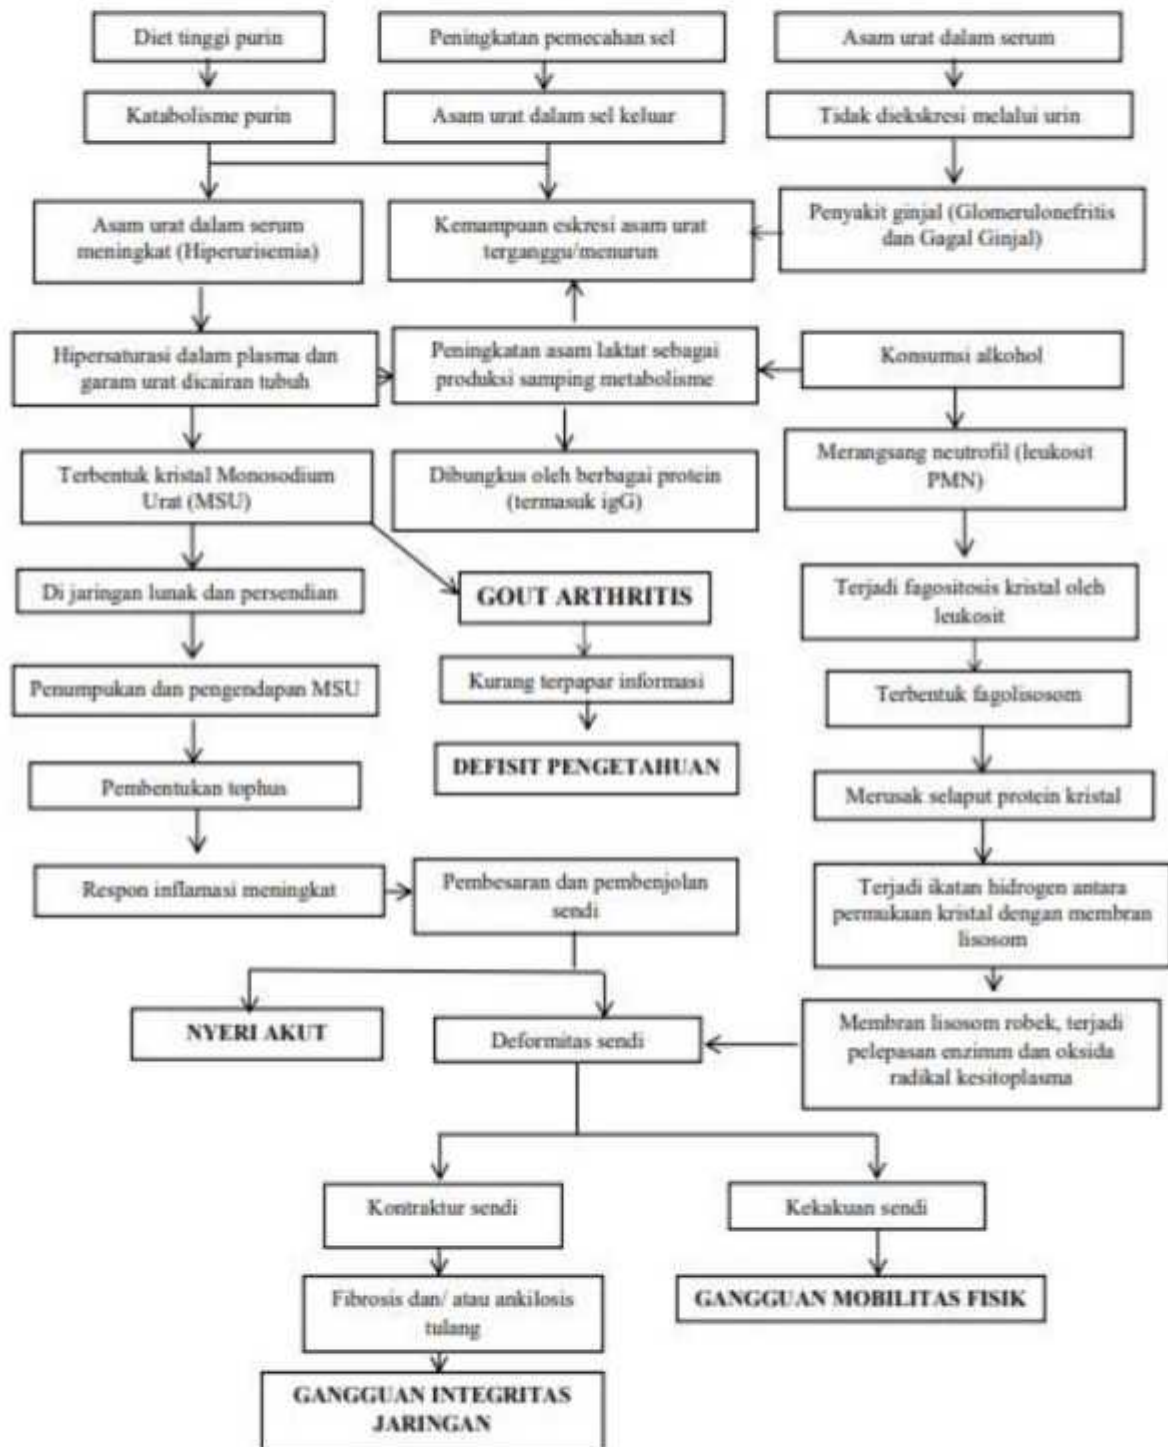 Diet tinggi purin
Peningkatan pemecahan sel
Asam urat dalam serum
Katabolisme purin
Asam urat dalam sel keluar
Tidak diekskresi melalui urin
Asam urat dalam serum
meningkat (Hiperurisemia)
Kemampuan eskresi asam urat
terganggu/menurun
Penyakit ginjal (Glomerulonefritis
dan Gagal Ginjal)
Hipersaturasi dalam plasma dan
garam urat dicairan tubuh
Peningkatan asam laktat sebagai
produksi samping metabolisme
Konsumsi alkohol
Terbentuk kristal Monosodium
Urat (MSU)
Dibungkus oleh berbagai protein
(termasuk igG)
Merangsang neutrofil (leukosit
PMN)
Di jaringan lunak dan persendian
GOUT ARTHRITIS
Terjadi fagositosis kristal oleh
leukosit
Penumpukan dan pengendapan MSU
Kurang terpapar informasi
Terbentuk fagolisosom
Pembentukan tophus
DEFISIT PENGETAHUAN
Merusak selaput protein kristal
Respon inflamasi meningkat
Pembesaran dan pembenjolan
sendi
Terjadi ikatan hidrogen antara
permukaan kristal dengan membran
lisosom
NYERI AKUT
Deformitas sendi
Membran lisosom robek, terjadi
pelepasan enzimm dan oksida
radikal kesitoplasma
Kontraktur sendi
Kekakuan sendi
Fibrosis dan/ atau ankilosis
tulang
GANGGUAN MOBILITAS FISIK
GANGGUAN INTEGRITAS
JARINGAN